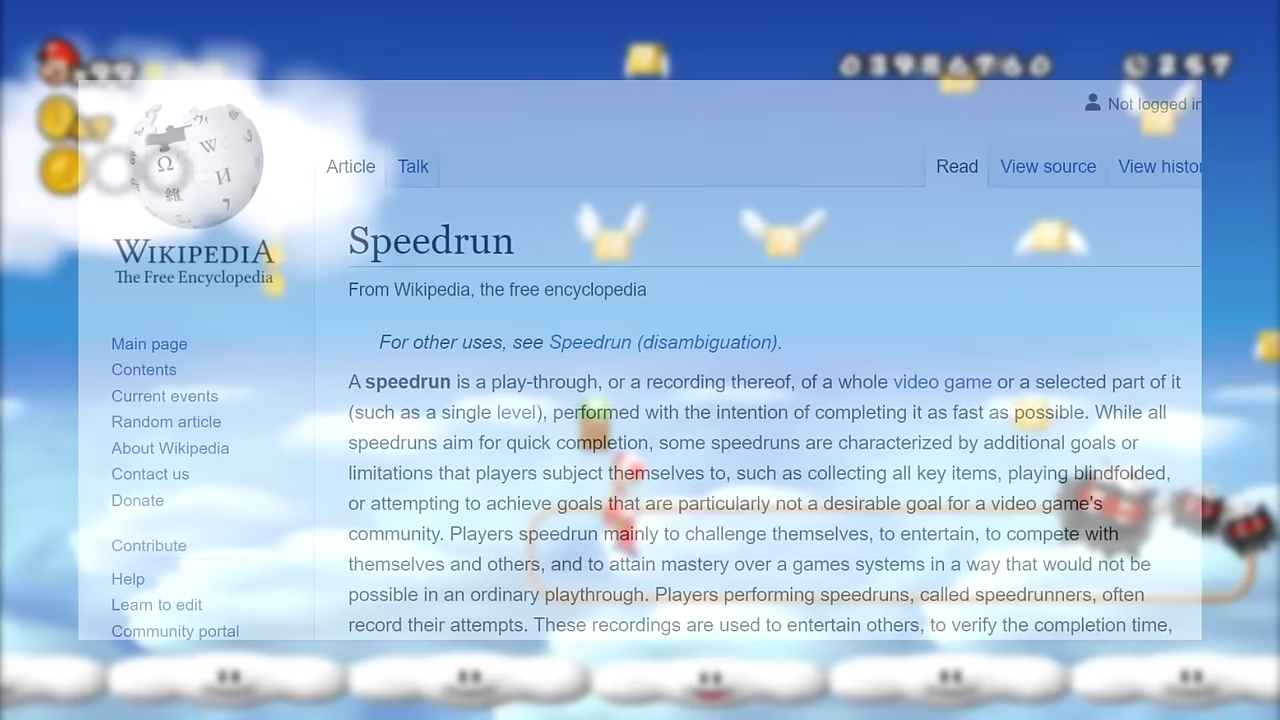 03986760
Not logged in
Article Talk Read View source View histor
Speedrun
WIKIPEDIA
The Free Encyclopedia
From Wikipedia, the free encyclopedia
For other uses, see Speedrun (disambiguation).
Main page
Contents
Current events
Random article
About Wikipedia
Contact us
Donate
Contribute
Help
Learn to edit
Community portal
A speedrun is a play-through, or a recording thereof, of a whole video game or a selected part of it
(such as a single level), performed with the intention of completing it as fast as possible. While all
speedruns aim for quick completion, some speedruns are characterized by additional goals or
limitations that players subject themselves to, such as collecting all key items, playing blindfolded,
or attempting to achieve goals that are particularly not a desirable goal for a video game's
community. Players speedrun mainly to challenge themselves, to entertain, to compete with
themselves and others, and to attain mastery over a games systems in a way that would not be
possible in an ordinary playthrough. Players performing speedruns, called speedrunners, often
record their attempts. These recordings are used to entertain others, to verify the completion time,